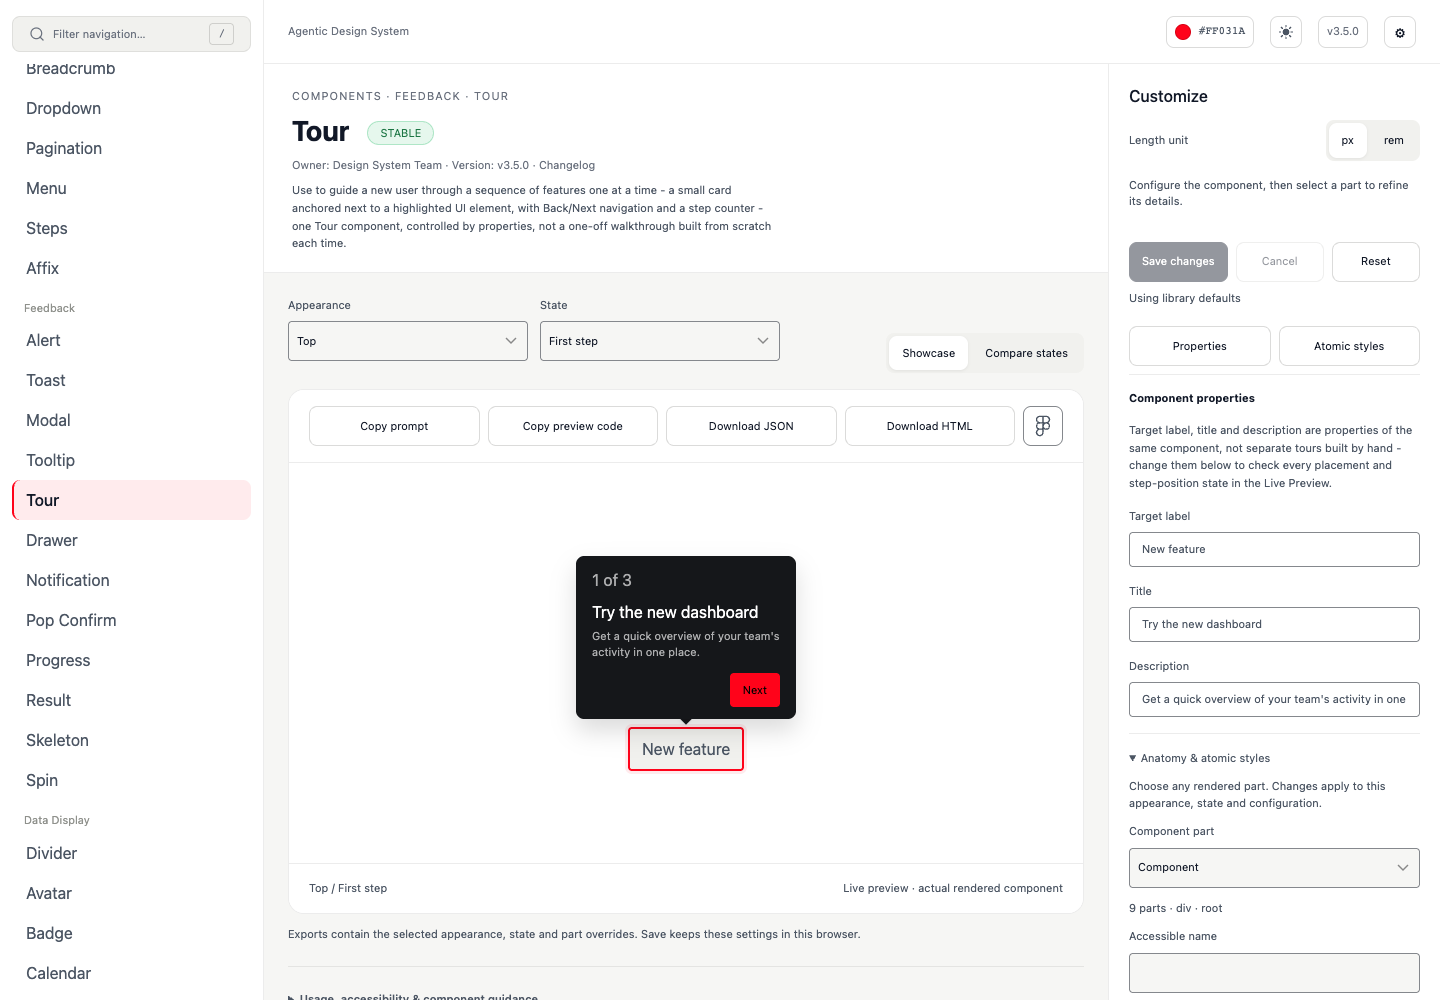 Filter navigation...
/
Breadcrumb
Dropdown
Pagination
Menu
Steps
Affix
Feedback
Alert
Toast
Modal
Tooltip
Tour
Drawer
Notification
Pop Confirm
Progress
Result
Skeleton
Spin
Data Display
Divider
Avatar
Badge
Calendar
Agentic Design System
#FF031A
v3.5.0
COMPONENTS · FEEDBACK · TOUR
Tour
STABLE
Owner: Design System Team · Version: v3.5.0 · Changelog
Use to guide a new user through a sequence of features one at a time - a small card
anchored next to a highlighted UI element, with Back/Next navigation and a step counter -
one Tour component, controlled by properties, not a one-off walkthrough built from scratch
each time.
Appearance
State
Top
First step
Showcase
Compare states
Copy prompt
Copy preview code
Download JSON
Download HTML
1 of 3
Try the new dashboard
Get a quick overview of your team's
activity in one place.
Next
New feature
Top / First step
Live preview · actual rendered component
Exports contain the selected appearance, state and part overrides. Save keeps these settings in this browser.
Usage, accessibility & component guidance
Customize
Length unit
px
rem
Configure the component, then select a part to refine
its details.
Save changes
Cancel
Reset
Using library defaults
Properties
Atomic styles
Component properties
Target label, title and description are properties of the
same component, not separate tours built by hand -
change them below to check every placement and
step-position state in the Live Preview.
Target label
New feature
Title
Try the new dashboard
Description
Get a quick overview of your team's activity in one
▼ Anatomy & atomic styles
Choose any rendered part. Changes apply to this
appearance, state and configuration.
Component part
Component
9 parts · div · root
Accessible name